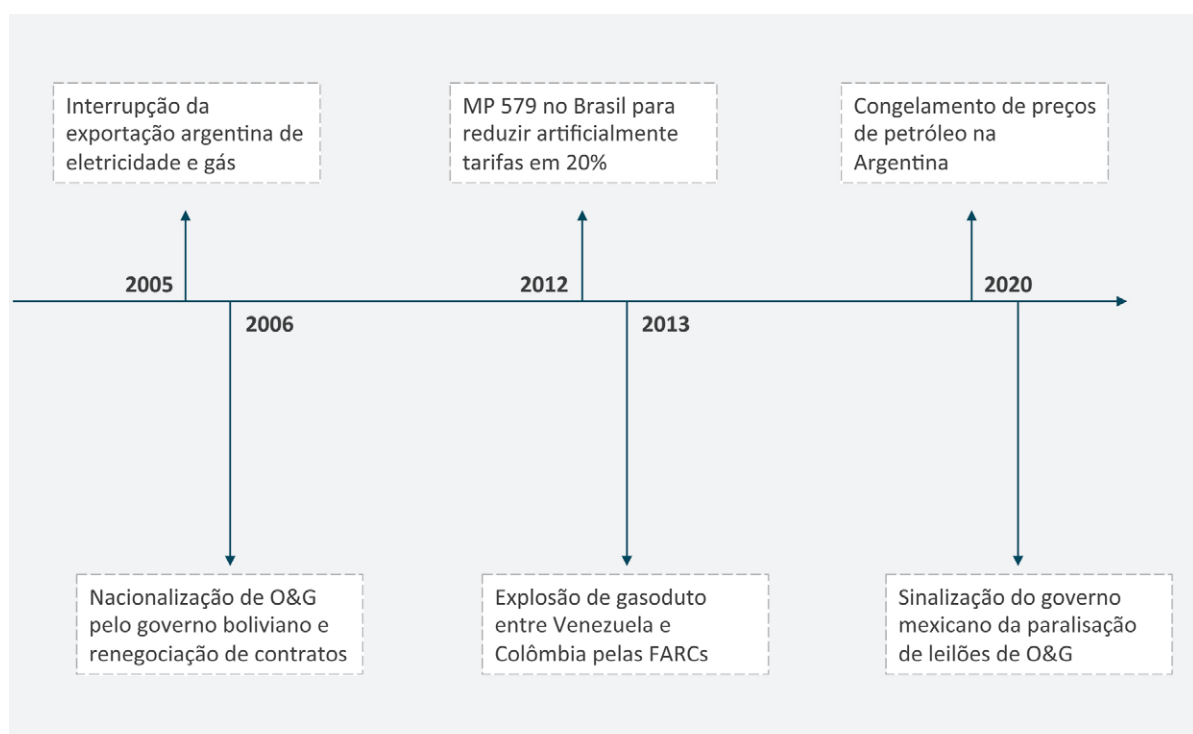 Interrupção da
exportação argentina de
eletricidade e gás
MP 579 no Brasil para
reduzir artificialmente
tarifas em 20%
Congelamento de preços
de petróleo na
Argentina
2005
2012
2020
2006
2013
Nacionalização de O&G
pelo governo boliviano e
renegociação de contratos
Explosão de gasoduto
entre Venezuela e
Colômbia pelas FARCs
Sinalização do governo
mexicano da paralisação
de leilões de O&G